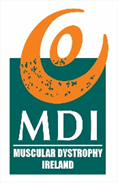 MDI
MUSCULAR DYSTROPHY
IRELAND